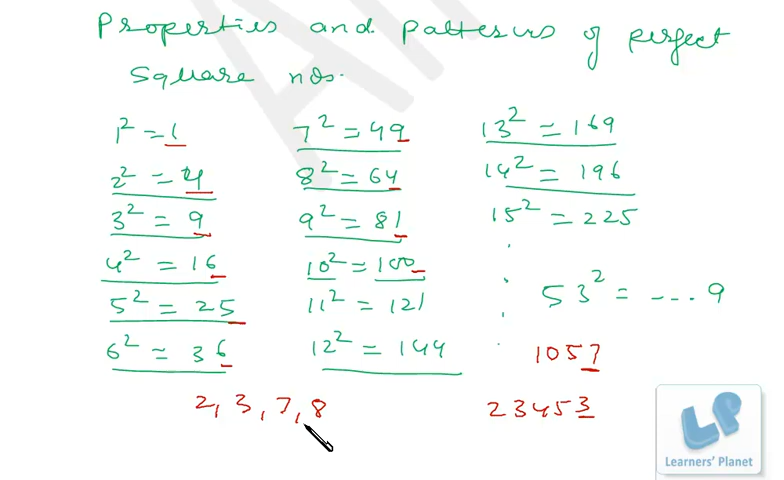 Properties and patterns of perfect
square nos.
1² = 1
2² = 4
3² = 9
4² = 16
5² = 25
6² = 36
7² = 49
8² = 64
9² = 81
10² = 100
11² = 121
12² = 144
13² = 169
14² = 196
15² = 225
53² = ---- 9
1057
23453
2, 3, 7, 8
LP
Learners' Planet